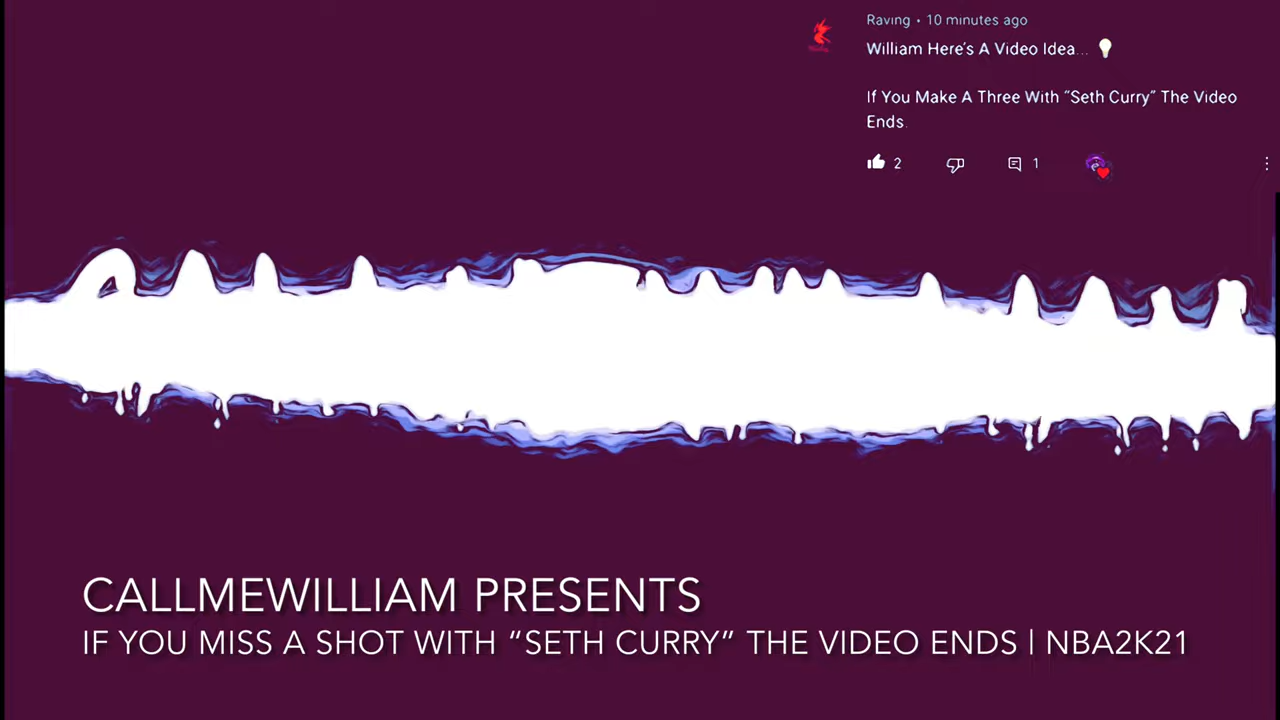 Raving • 10 minutes ago
William Here's A Video Idea...
If You Make A Three With “Seth Curry” The Video
Ends.
2 1
CALLMEWILLIAM PRESENTS
IF YOU MISS A SHOT WITH “SETH CURRY” THE VIDEO ENDS | NBA2K21